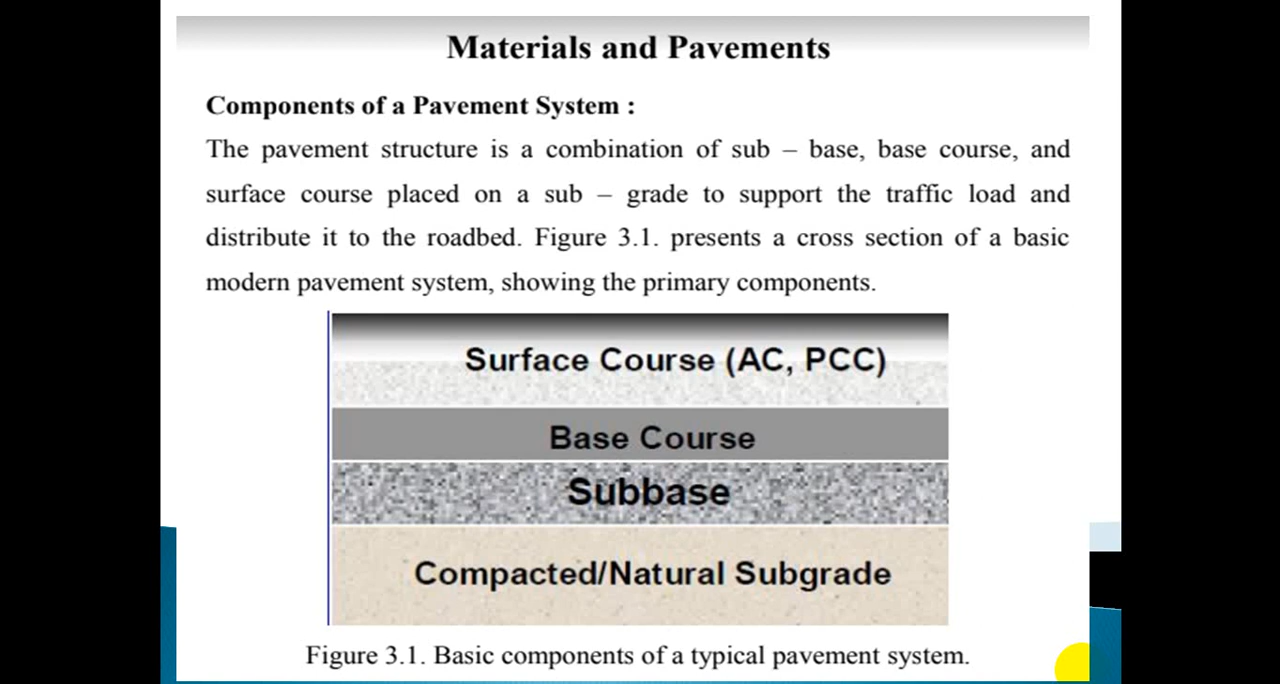 Materials and Pavements
Components of a Pavement System :
The pavement structure is a combination of sub – base, base course, and
surface course placed on a sub – grade to support the traffic load and
distribute it to the roadbed. Figure 3.1. presents a cross section of a basic
modern pavement system, showing the primary components.
Surface Course (AC, PCC)
Base Course
Subbase
Compacted/Natural Subgrade
Figure 3.1. Basic components of a typical pavement system.